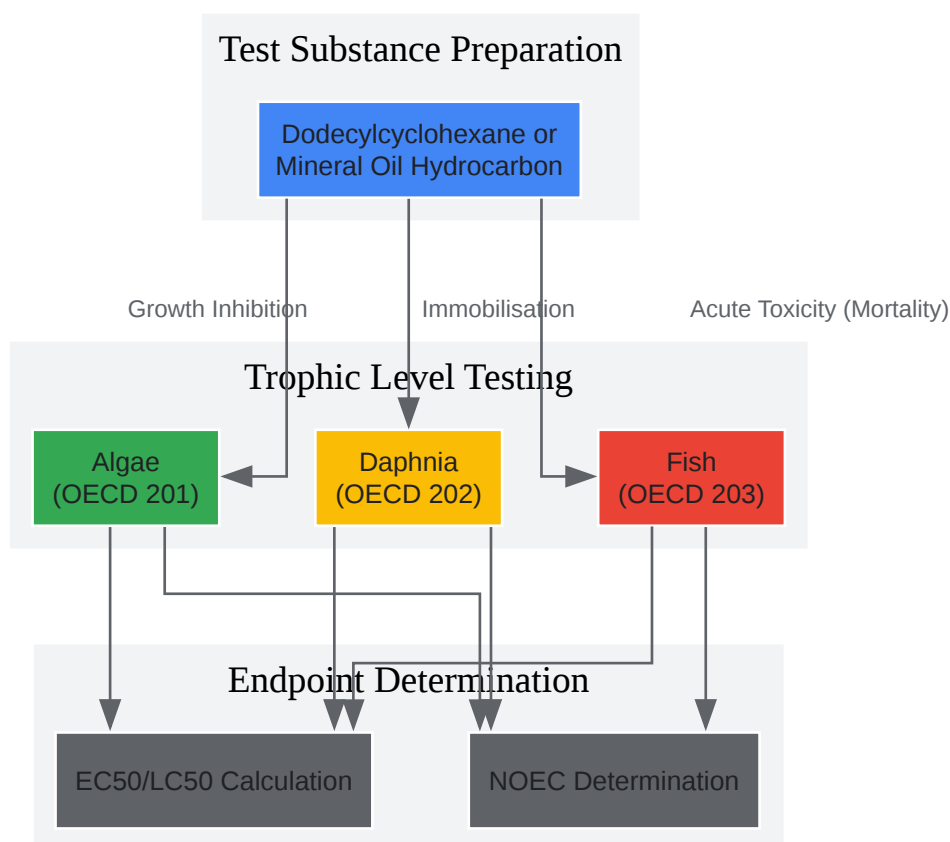 Test Substance Preparation
Dodecylcyclohexane or
Mineral Oil Hydrocarbon
Growth Inhibition
Immobilisation
Acute Toxicity (Mortality)
Trophic Level Testing
Algae
(OECD 201)
Daphnia
(OECD 202)
Fish
(OECD 203)
Endpoint Determination
EC50/LC50 Calculation
NOEC Determination